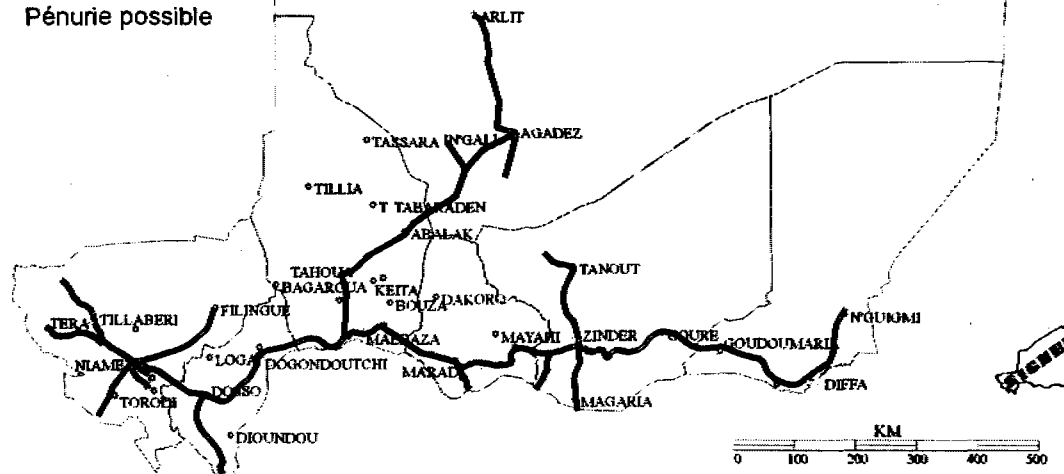 Pénurie possible
ARLIT
TASSARA
IN'GALL
AGADEZ
TILLIA
T TABARADEN
ABALAK
TAHOUA
BAGAROUA
KEITA
BOUZA
DAKORO
TANOUT
TERA
TILLABERI
FILINGUE
N'GUIGMI
MAYAHI
ZINDER
GOURE
GOUDOUMARIA
NIAMEY
LOGA
DOGONDOUTCHI
MARADI
DIFFA
DOSSO
TORODI
MAGARIA
DIOUNDOU
KM
0 100 200 300 400 500